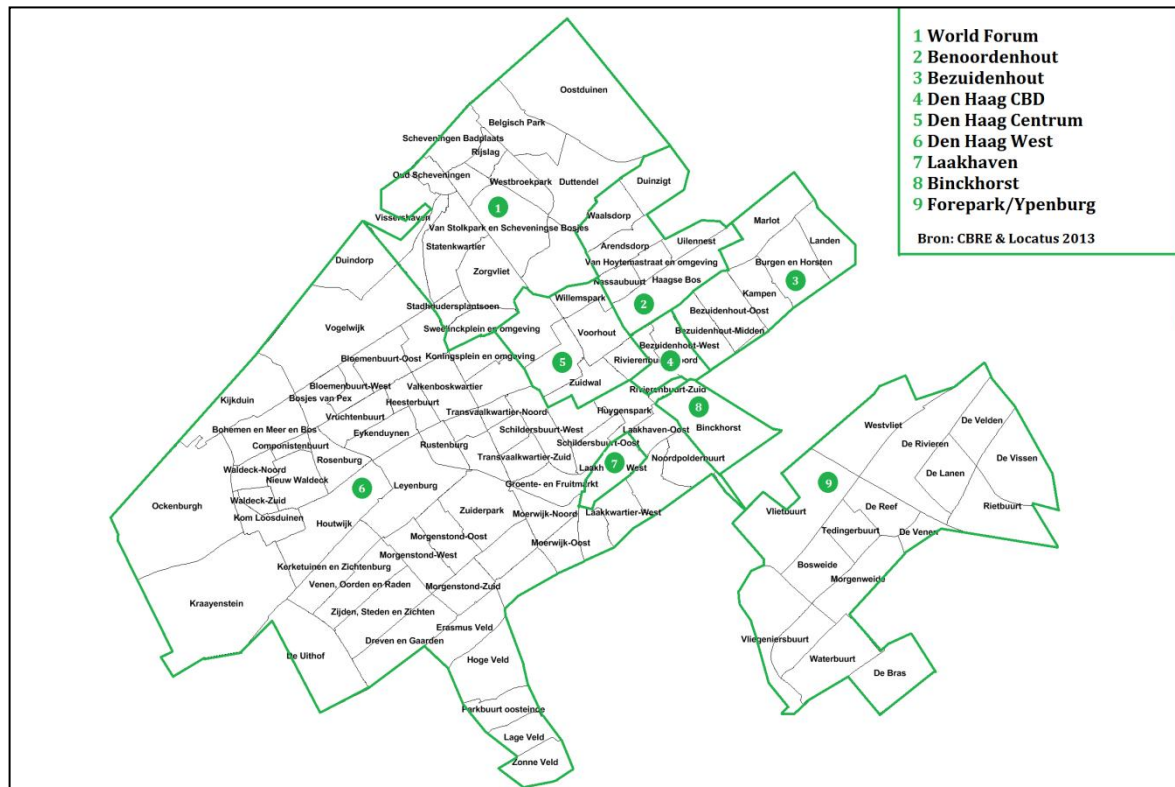 1 World Forum
2 Benoordenhout
3 Bezuidenhout
4 Den Haag CBD
5 Den Haag Centrum
6 Den Haag West
7 Laakhaven
8 Binckhorst
9 Forepark/Ypenburg
Bron: CBRE & Locatus 2013
Oostduinen
Belgisch Park
Scheveningen Badplaats
Rijslag
Oud Scheveningen
Westbroekpark
Duttendel
Duinzigt
1
Vissershaven
Waalsdorp
Marlot
Van Stolkpark en Scheveningse Bosjes
Statenkwartier
Arendsdorp
Uilennest
Landen
Duindorp
Zorgvliet
Van Hoytemastraat en omgeving
Burgen en Horsten
Nassaubuurt
Haagse Bos
3
Willemspark
Kampen
2
Stadhoudersplantsoen
Bezuidenhout-Oost
Vogelwijk
Sweelinckplein en omgeving
Voorhout
Bezuidenhout-Midden
Bezuidenhout-West
Bloemenbuurt-Oost
Koningsplein en omgeving
5
Rivierenbu
4
ord
Bloemenbuurt-West
Valkenboskwartier
Zuidwal
Rivierenbuurt-Zuid
Kijkduin
Bosjes van Pex
Heesterbuurt
8
Vruchtenbuurt
Transvaalkwartier-Noord
Huygenspark
Westvliet
De Velden
Bohemen en Meer en Bos
Eykenduynen
Schildersbuurt-West
Laakhaven-Oost
Binckhorst
Componistenbuurt
Rustenburg
Schildersbuurt-Oost
De Rivieren
Rosenburg
Transvaalkwartier-Zuid
Noordpolderbuurt
De Vissen
Waldeck-Noord
7
Laakh
West
De Lanen
Nieuw Waldeck
6
Leyenburg
Groente- en Fruitmarkt
9
Waldeck-Zuid
Ockenburgh
Zuiderpark
Moerwijk-Noord
Laakkwartier-West
Vlietbuurt
De Reef
Rietbuurt
Kom Loosduinen
Houtwijk
Tedingerbuurt
De Venen
Morgenstond-Oost
Moerwijk-Oost
Morgenstond-West
Kerketuinen en Zichtenburg
Bosweide
Venen, Oorden en Raden
Morgenstond-Zuid
Morgenweide
Kraayenstein
Zijden, Steden en Zichten
Erasmus Veld
Dreven en Gaarden
Vliegeniersbuurt
De Uithof
Hoge Veld
Waterbuurt
De Bras
Parkbuurt oosteinde
Lage Veld
Zonne Veld